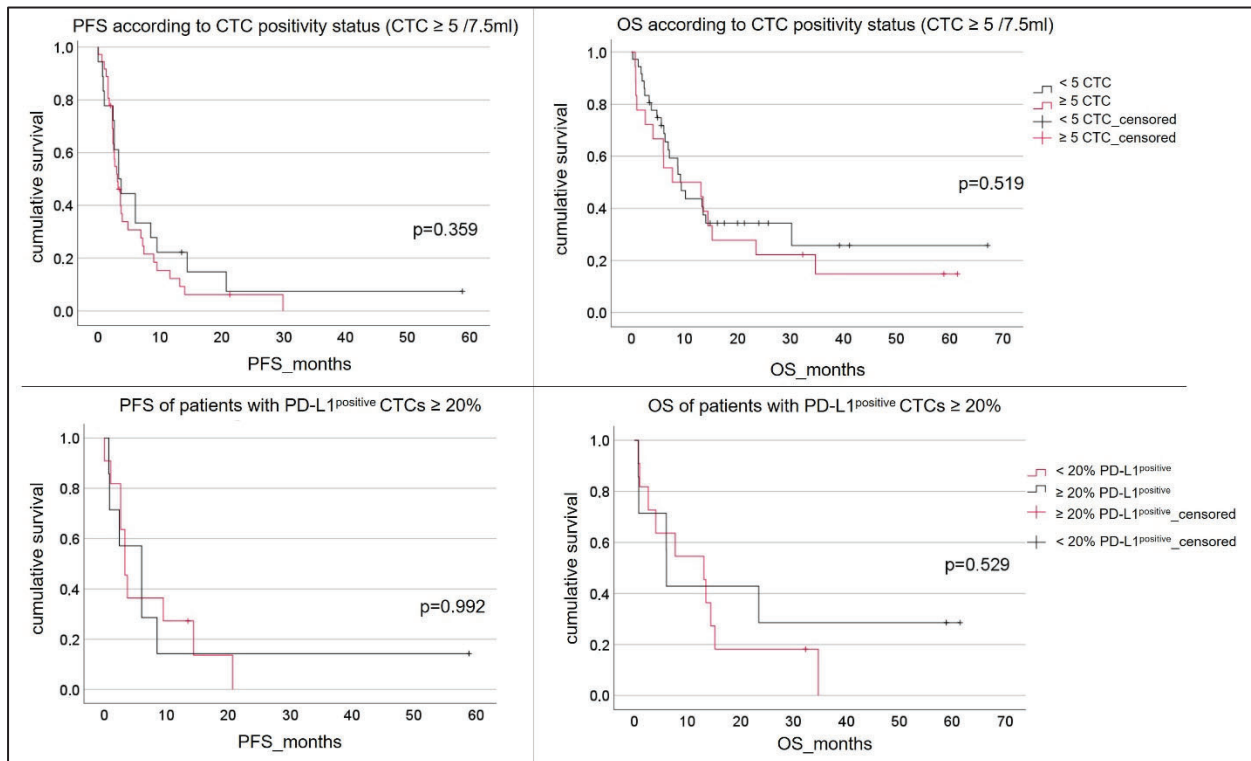 PFS according to CTC positivity status (CTC ≥ 5 /7.5ml)
cumulative survival
1.0
0.8
0.6
0.4
0.2
0.0
p=0.359
0 10 20 30 40 50 60
PFS_months
OS according to CTC positivity status (CTC ≥ 5 /7.5ml)
cumulative survival
1.0
0.8
0.6
0.4
0.2
0.0
p=0.519
0 10 20 30 40 50 60 70
OS_months
< 5 CTC
≥ 5 CTC
< 5 CTC_censored
≥ 5 CTC_censored
PFS of patients with PD-L1positive CTCs ≥ 20%
cumulative survival
1.0
0.8
0.6
0.4
0.2
0.0
p=0.992
0 10 20 30 40 50 60
PFS_months
OS of patients with PD-L1positive CTCs ≥ 20%
cumulative survival
1.0
0.8
0.6
0.4
0.2
0.0
p=0.529
0 10 20 30 40 50 60 70
OS_months
< 20% PD-L1positive
≥ 20% PD-L1positive
≥ 20% PD-L1positive_censored
< 20% PD-L1positive_censored